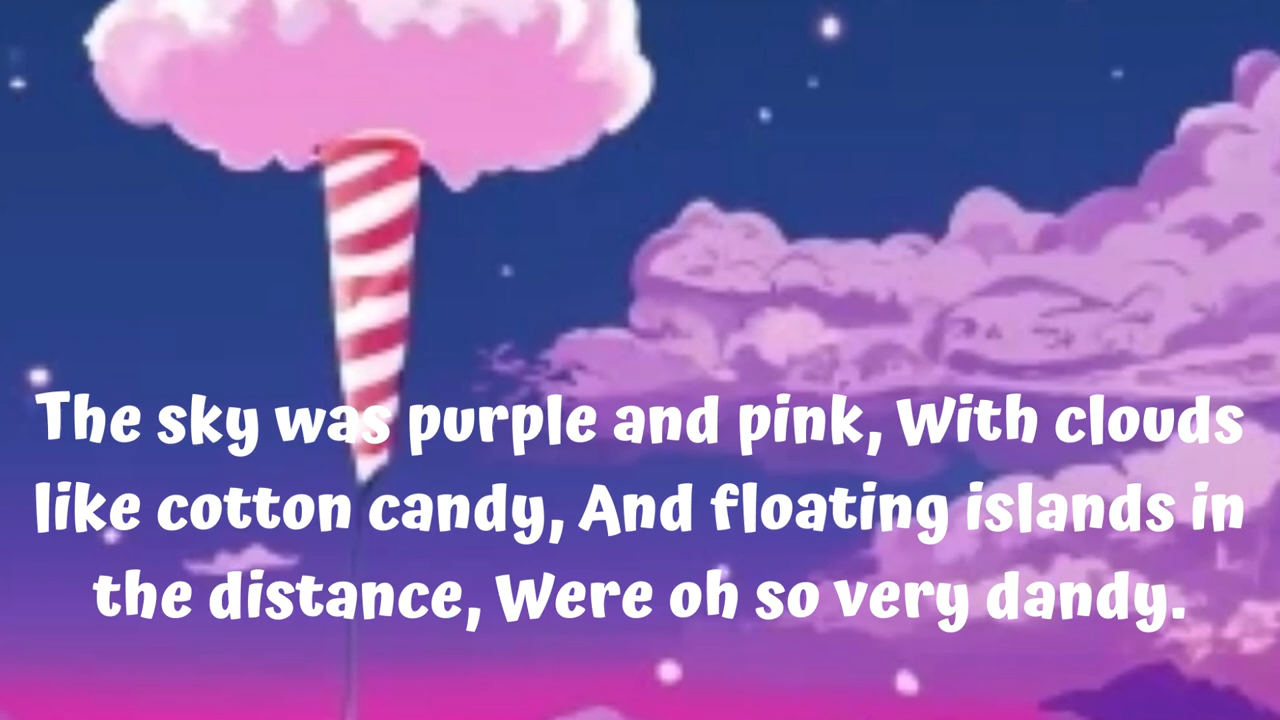 The sky was purple and pink, With clouds
like cotton candy, And floating islands in
the distance, Were oh so very dandy.